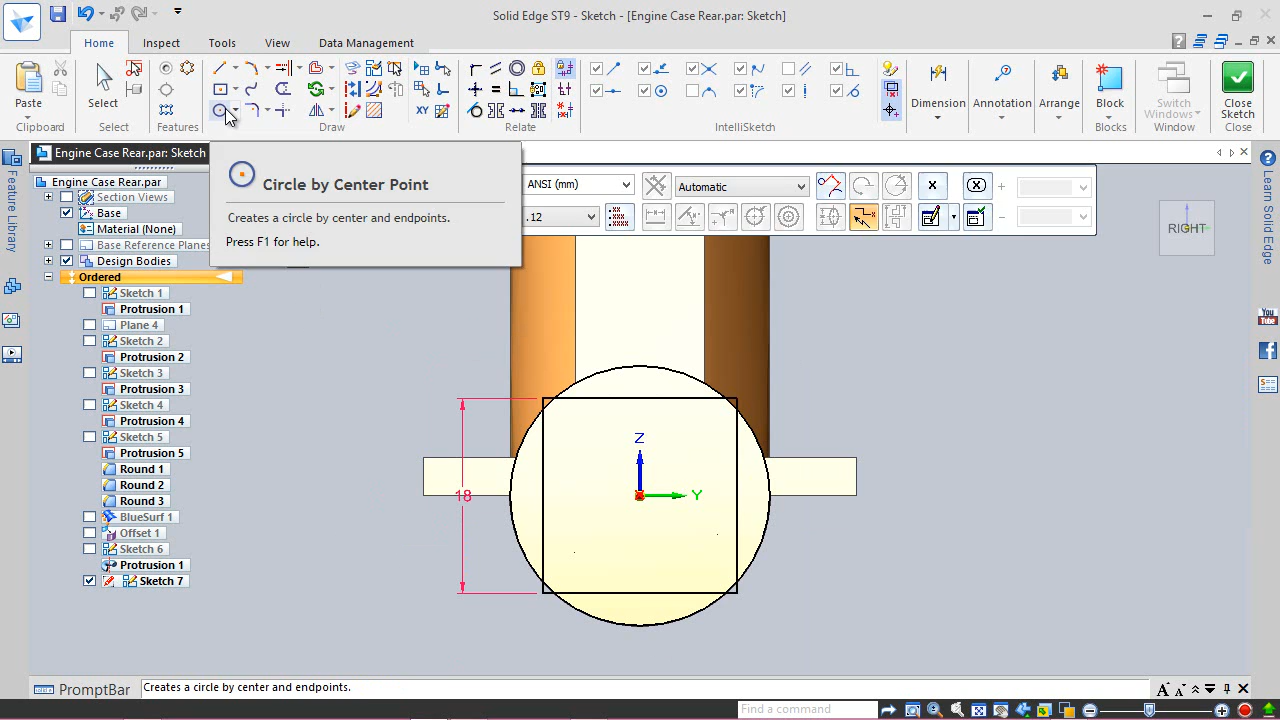 Solid Edge ST9 - Sketch - [Engine Case Rear.par: Sketch]
Home
Inspect
Tools
View
Data Management
Paste
Select
XY
Dimension
Annotation
Arrange
Block
Switch Windows
Close Sketch
Clipboard
Select
Features
Draw
Relate
IntelliSketch
Blocks
Window
Close
Engine Case Rear.par: Sketch
Feature Library
Engine Case Rear.par
Section Views
Base
Material (None)
Base Reference Planes
Design Bodies
Ordered
Sketch 1
Protrusion 1
Plane 4
Sketch 2
Protrusion 2
Sketch 3
Protrusion 3
Sketch 4
Protrusion 4
Sketch 5
Protrusion 5
Round 1
Round 2
Round 3
BlueSurf 1
Offset 1
Sketch 6
Protrusion 1
Sketch 7
Circle by Center Point
Creates a circle by center and endpoints.
Press F1 for help.
ANSI (mm)
Automatic
.12
RIGHT
Learn Solid Edge
You
Tube
18
Z
Y
PromptBar
Creates a circle by center and endpoints.
Find a command